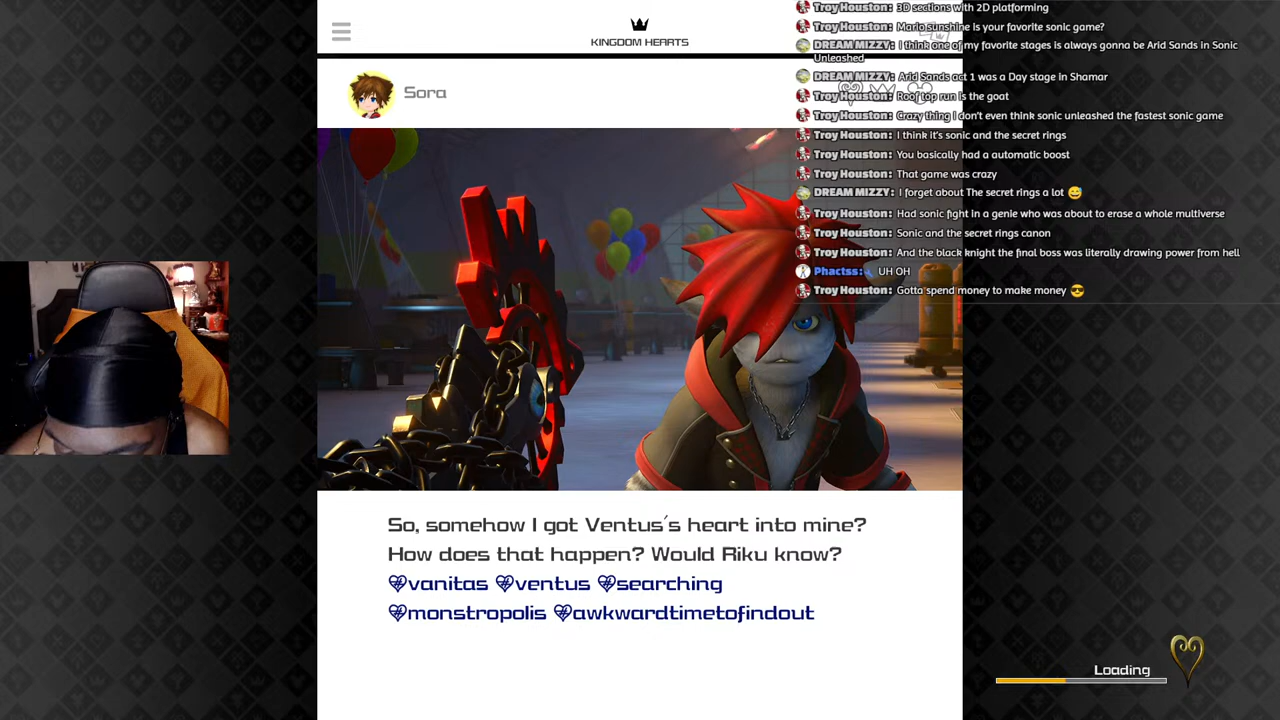 KINGDOM HEARTS
Sora
So, somehow I got Ventus's heart into mine?
How does that happen? Would Riku know?
vanitas ventus searching
monstropolis awkwardtimetofindout
Troy Houston: 3D sections with 2D platforming
Troy Houston: Mario sunshine is your favorite sonic game?
DREAM MIZZY: I think one of my favorite stages is always gonna be Arid Sands in Sonic
Unleashed
DREAM MIZZY: Arid Sands act 1 was a Day stage in Shamar
Troy Houston: Roof top run is the goat
Troy Houston: Crazy thing I don't even think sonic unleashed the fastest sonic game
Troy Houston: I think it's sonic and the secret rings
Troy Houston: You basically had a automatic boost
Troy Houston: That game was crazy
DREAM MIZZY: I forget about The secret rings a lot 😅
Troy Houston: Had sonic fight in a genie who was about to erase a whole multiverse
Troy Houston: Sonic and the secret rings canon
Troy Houston: And the black knight the final boss was literally drawing power from hell
Phactss: UH OH
Troy Houston: Gotta spend money to make money 😎
Loading